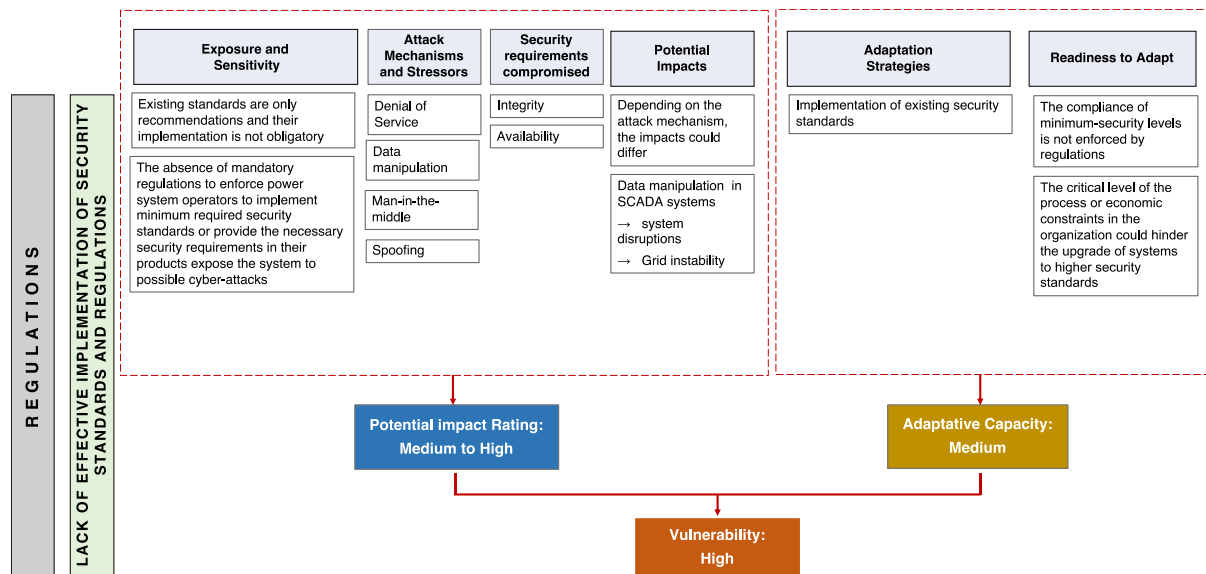 REGULATIONS
LACK OF EFFECTIVE IMPLEMENTATION OF SECURITY
STANDARDS AND REGULATIONS
Exposure and
Sensitivity
Existing standards are only
recommendations and their
implementation is not obligatory
The absence of mandatory
regulations to enforce power
system operators to implement
minimum required security
standards or provide the necessary
security requirements in their
products expose the system to
possible cyber-attacks
Attack
Mechanisms
and Stressors
Denial of
Service
Data
manipulation
Man-in-the-
middle
Spoofing
Security
requirements
compromised
Integrity
Availability
Potential
Impacts
Depending on the
attack mechanism,
the impacts could
differ
Data manipulation in
SCADA systems
→ system
disruptions
→ Grid instability
Adaptation
Strategies
Implementation of existing security
standards
Readiness to Adapt
The compliance of
minimum-security levels
is not enforced by
regulations
The critical level of the
process or economic
constraints in the
organization could hinder
the upgrade of systems
to higher security
standards
Potential impact Rating:
Medium to High
Adaptative Capacity:
Medium
Vulnerability:
High